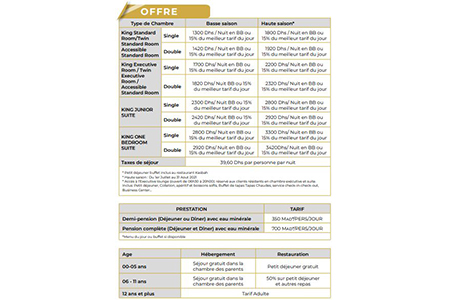 OFFRE
Type de Chambre Basse saison Haute saison*
King Standard Room/Twin Standard Room Accessible Standard Room
Single 1300 Dhs / Nuit en BB ou 15% du meilleur tarif du jour 1800 Dhs / Nuit en BB ou 15% du meilleur tarif du jour
Double 1420 Dhs / Nuit en BB ou 15% du meilleur tarif du jour 1920 Dhs / Nuit en BB ou 15% du meilleur tarif du jour
King Executive Room / Twin Executive Room / Accessible Standard Room
Single 1700 Dhs/ Nuit en BB ou 15% du meilleur tarif du jour 2200 Dhs/ Nuit en BB ou 15% du meilleur tarif du jour
Double 1820 Dhs/ Nuit BB ou 15% du meilleur tarif du jour 2320 Dhs/ Nuit en BB ou 15% du meilleur tarif du jour
KING JUNIOR SUITE
Single 2300 Dhs/ Nuit BB ou 15% du meilleur tarif du jour 2800 Dhs/ Nuit en BB ou 15% du meilleur tarif du jour
Double 2420 Dhs/ Nuit BB ou 15% du meilleur tarif du jour 2920 Dhs/ Nuit en BB ou 15% du meilleur tarif du jour
KING ONE BEDROOM SUITE
Single 2800 Dhs/ Nuit en BB ou 15% du meilleur tarif du jour 3300 Dhs/ Nuit en BB ou 15% du meilleur tarif du jour
Double 2920 Dhs/ Nuit en BB ou 15% du meilleur tarif du jour 3420Dhs/ Nuit en BB ou 15% du meilleur tarif du jour
Taxes de séjour 39,60 Dhs par personne par nuit
* Petit déjeuner buffet inclus au restaurant
* Haute saison : Du 1er Juillet au 31 Août 2021
PRESTATION TARIF
Demi-pension (Déjeuner ou Dîner) avec eau minérale 350 MAD/PERS/JOUR
Pension complète (Déjeuner et Dîner) avec eau minérale 700 MAD/PERS/JOUR
*Menu du jour ou buffet si disponible
Age Hébergement Restauration
00-05 ans Séjour gratuit dans la chambre des parents Petit déjeuner gratuit
06 - 11 ans Séjour gratuit dans la chambre des parents 50% sur petit déjeuner et autres repas
12 ans et plus Tarif Adulte